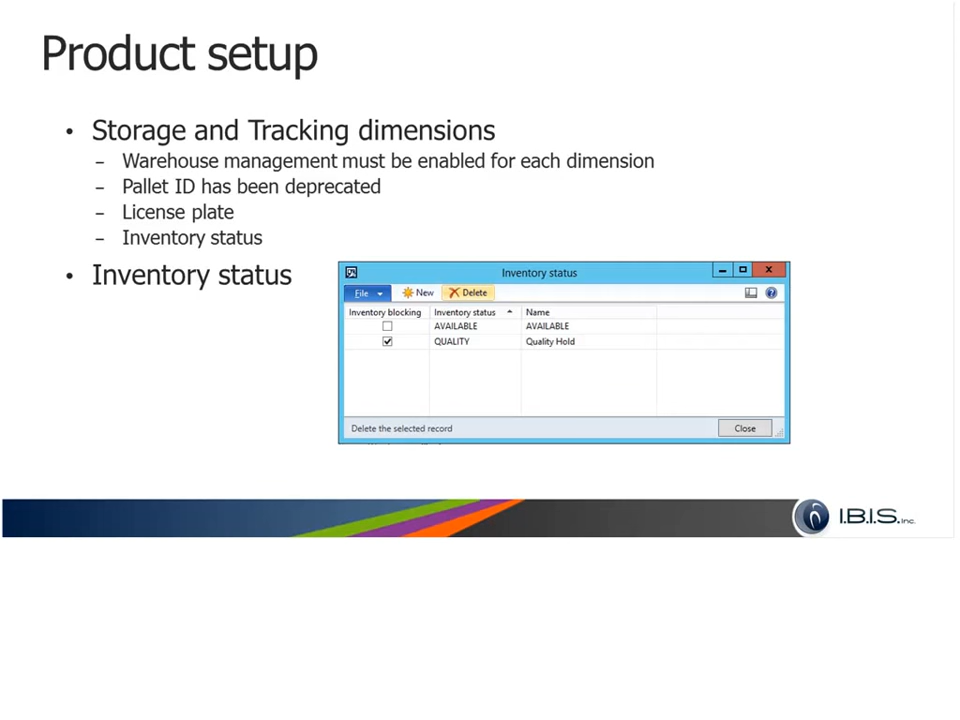 Product setup
• Storage and Tracking dimensions
– Warehouse management must be enabled for each dimension
– Pallet ID has been deprecated
– License plate
– Inventory status
• Inventory status
Inventory status
File New Delete
Inventory blocking Inventory status Name
AVAILABLE AVAILABLE
QUALITY Quality Hold
Delete the selected record Close
I.B.I.S. Inc.